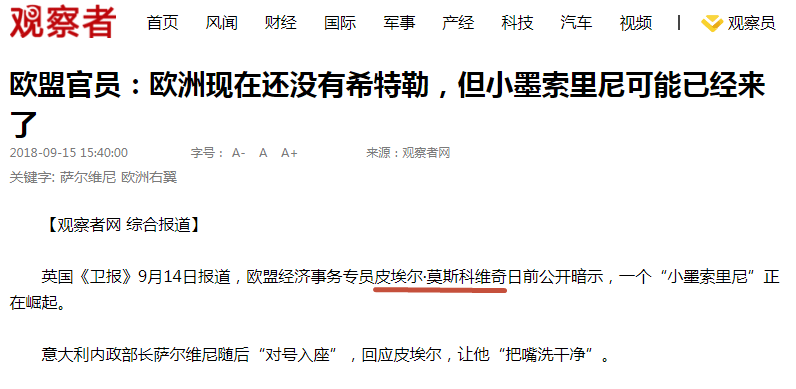 观察者 首页 风闻 财经 国际 军事 产经 科技 汽车 视频 | 观察员
欧盟官员：欧洲现在还没有希特勒，但小墨索里尼可能已经来
了
2018-09-15 15:40:00 字号： A- A A+ 来源：观察者网
关键字: 萨尔维尼 欧洲右翼
【观察者网 综合报道】
英国《卫报》9月14日报道，欧盟经济事务专员皮埃尔·莫斯科维奇日前公开暗示，一个“小墨索里尼”正
在崛起。
意大利内政部长萨尔维尼随后“对号入座”，回应皮埃尔，让他“把嘴洗干净”。